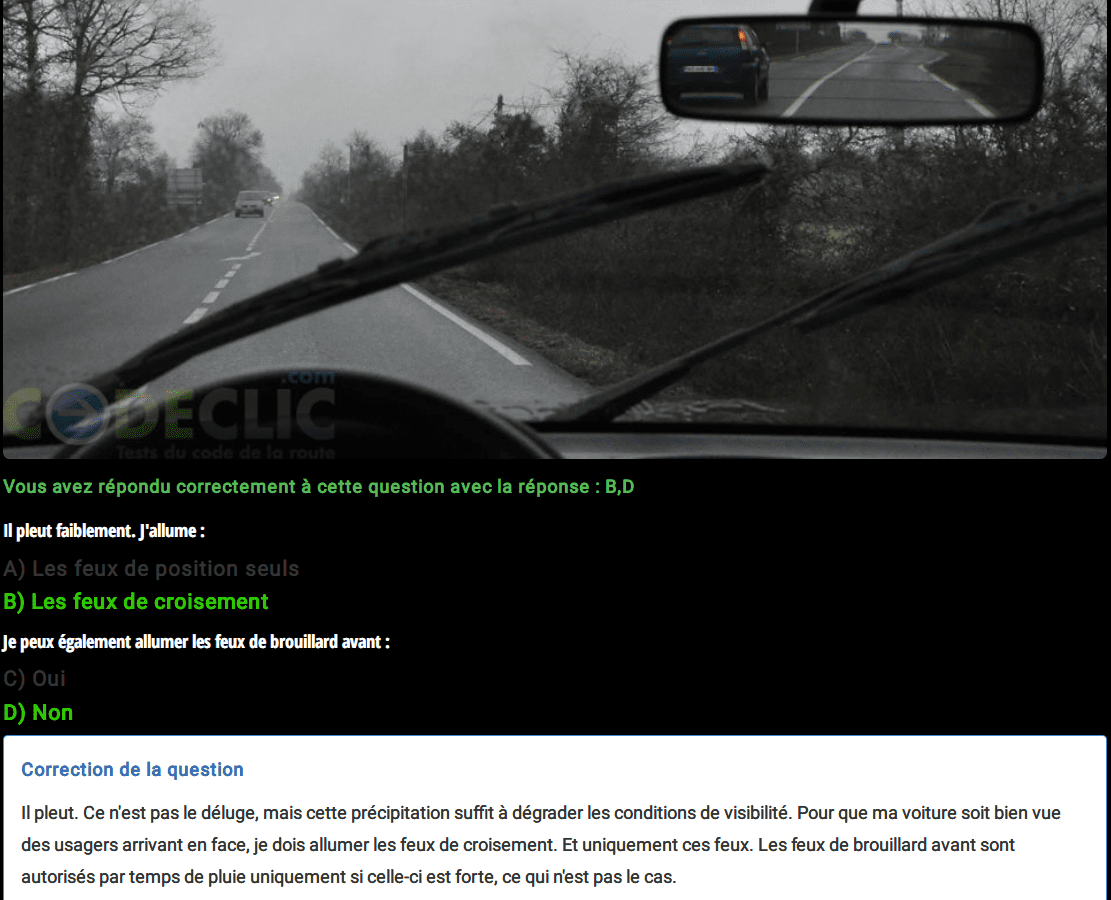 .com
CODECLIC
Tests du code de la route
Vous avez répondu correctement à cette question avec la réponse : B,D
Il pleut faiblement. J'allume :
A) Les feux de position seuls
B) Les feux de croisement
Je peux également allumer les feux de brouillard avant :
C) Oui
D) Non
Correction de la question
Il pleut. Ce n'est pas le déluge, mais cette précipitation suffit à dégrader les conditions de visibilité. Pour que ma voiture soit bien vue
des usagers arrivant en face, je dois allumer les feux de croisement. Et uniquement ces feux. Les feux de brouillard avant sont
autorisés par temps de pluie uniquement si celle-ci est forte, ce qui n'est pas le cas.